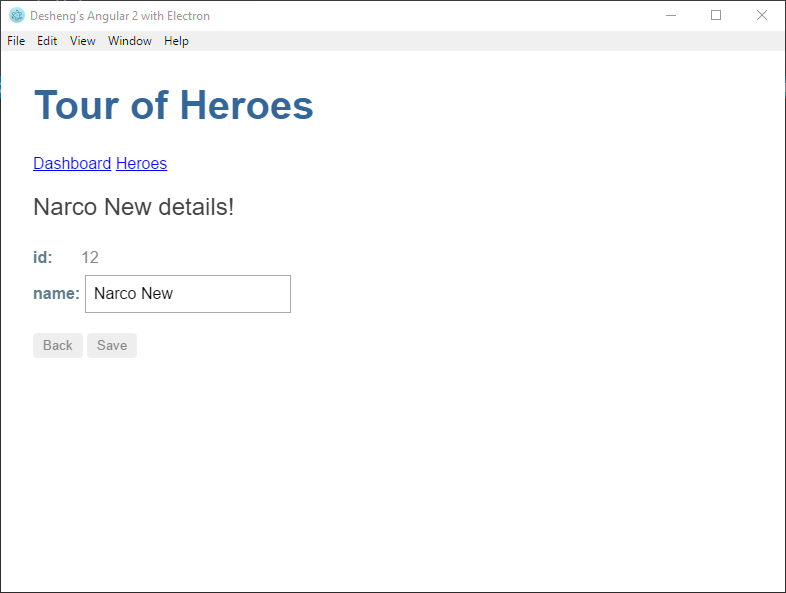 Desheng's Angular 2 with Electron
File Edit View Window Help
Tour of Heroes
Dashboard Heroes
Narco New details!
id: 12
name: Narco New
Back Save